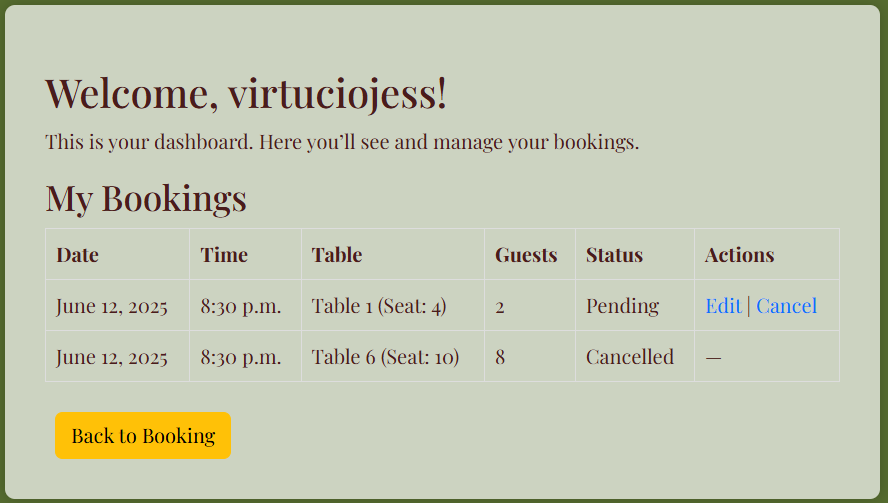 Welcome, virtuciojess!
This is your dashboard. Here you’ll see and manage your bookings.
My Bookings
Date Time Table Guests Status Actions
June 12, 2025 8:30 p.m. Table 1 (Seat: 4) 2 Pending Edit | Cancel
June 12, 2025 8:30 p.m. Table 6 (Seat: 10) 8 Cancelled —
Back to Booking